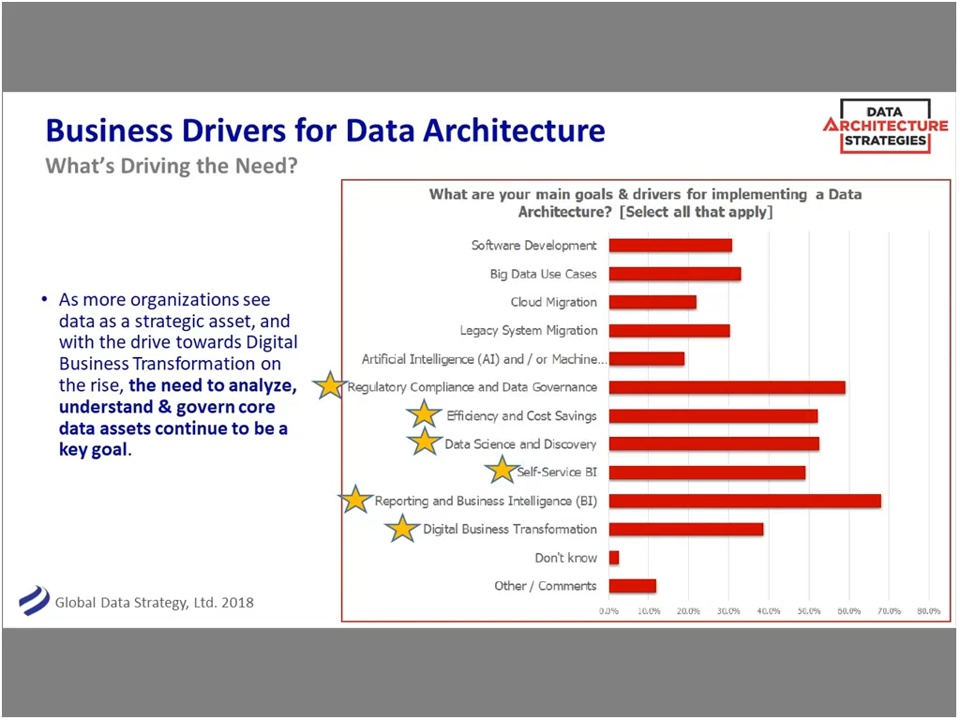 Business Drivers for Data Architecture
What's Driving the Need?
DATA
ARCHITECTURE
STRATEGIES
• As more organizations see
data as a strategic asset, and
with the drive towards Digital
Business Transformation on
the rise, the need to analyze,
understand & govern core
data assets continue to be a
key goal.
What are your main goals & drivers for implementing a Data
Architecture? [Select all that apply]
Software Development
Big Data Use Cases
Cloud Migration
Legacy System Migration
Artificial Intelligence (AI) and / or Machine...
Regulatory Compliance and Data Governance
Efficiency and Cost Savings
Data Science and Discovery
Self-Service BI
Reporting and Business Intelligence (BI)
Digital Business Transformation
Don't know
Other / Comments
0.0% 10.0% 20.0% 30.0% 40.0% 50.0% 60.0% 70.0% 80.0%
Global Data Strategy, Ltd. 2018